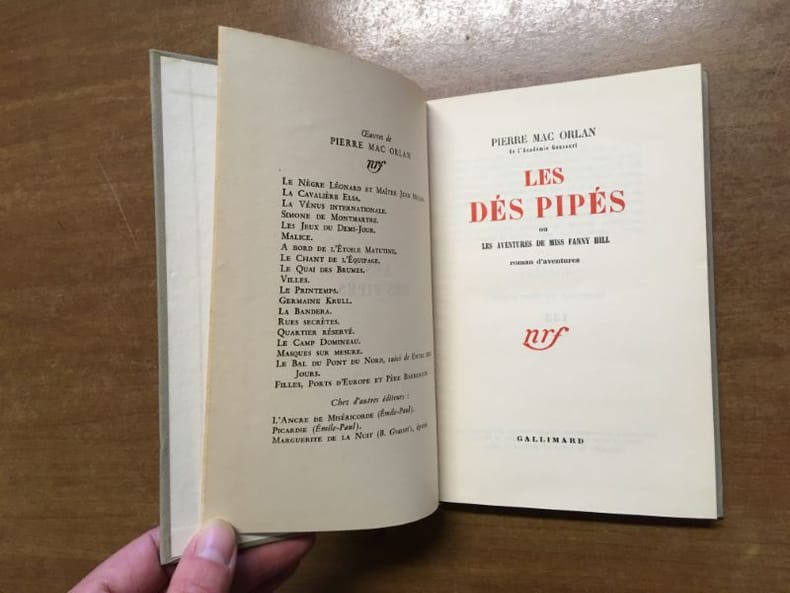 Œuvres de
PIERRE MAC ORLAN
nrf
LE NÈGRE LÉONARD ET MAÎTRE JEAN
LA CAVALIÈRE ELSA.
LA VÉNUS INTERNATIONALE.
SIMONE DE MONTMARTRE.
LES JEUX DU DEMI-JOUR.
MALICE.
A BORD DE L'ÉTOILE MATUTINE.
LE CHANT DE L'ÉQUIPAGE.
LE QUAI DES BRUMES.
VILLES.
LE PRINTEMPS.
GERMAINE KRULL.
LA BANDERA.
RUES SECRÈTES.
QUARTIER RÉSERVÉ.
LE CAMP DOMINEAU.
MASQUES SUR MESURE.
LE BAL DU PONT DU NORD, suivi de ENTRE DEUX
JOURS.
FILLES, PORTS D'EUROPE ET PÈRE BARBANÇON
Chez d'autres éditeurs :
L'ANCRE DE MISÉRICORDE (Émile-Paul).
PICARDIE (Émile-Paul).
MARGUERITE DE LA NUIT (B. Grasset),
PIERRE MAC ORLAN
de l'Académie Goncourt
LES
DÉS PIPÉS
ou
LES AVENTURES DE MISS FANNY HILL
roman d'aventures
nrf
GALLIMARD